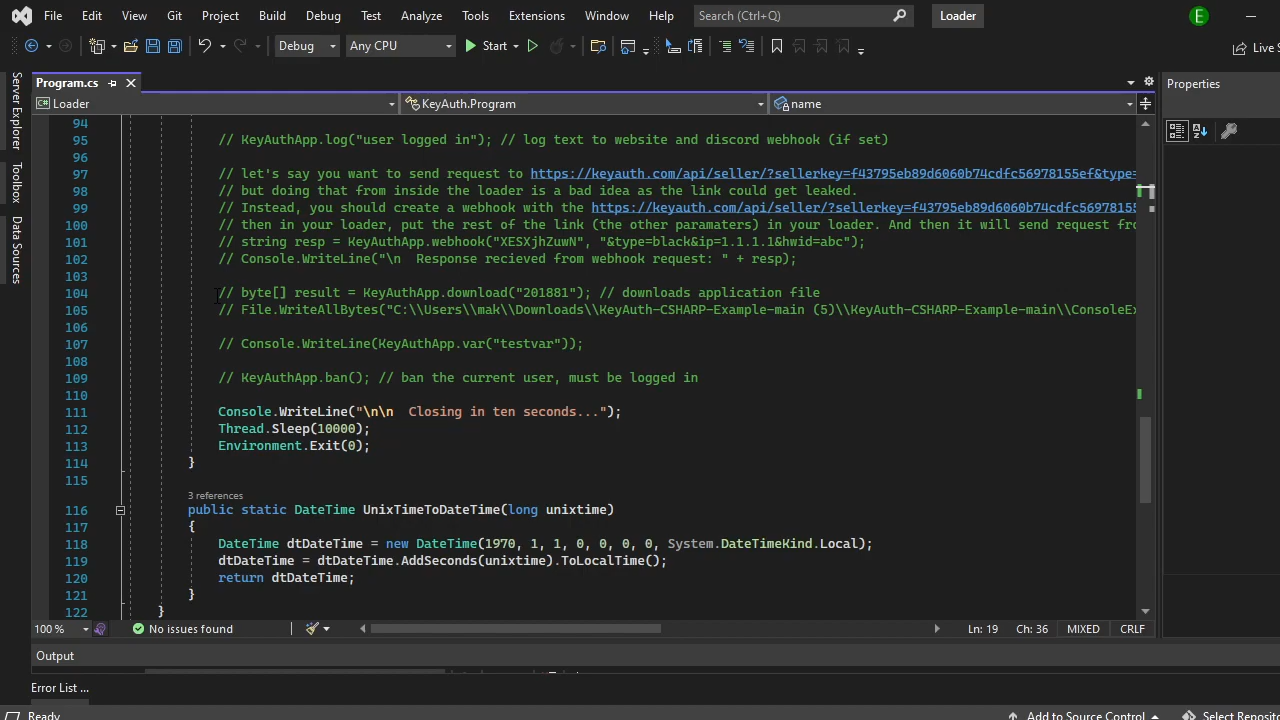 File Edit View Git Project Build Debug Test Analyze Tools Extensions Window Help Search (Ctrl+Q) Loader E
Debug Any CPU Start Live S
Program.cs
Server Explorer
Toolbox
Data Sources
Loader KeyAuth.Program name
Properties
94
95 // KeyAuthApp.log("user logged in"); // log text to website and discord webhook (if set)
96
97 // let's say you want to send request to https://keyauth.com/api/seller/?sellerkey=f43795eb89d6060b74cdfc56978155ef&type=
98 // but doing that from inside the loader is a bad idea as the link could get leaked.
99 // Instead, you should create a webhook with the https://keyauth.com/api/seller/?sellerkey=f43795eb89d6060b74cdfc5697815
100 // then in your loader, put the rest of the link (the other paramaters) in your loader. And then it will send request fro
101 // string resp = KeyAuthApp.webhook("XESXjhZuwN", "&type=black&ip=1.1.1.1&hwid=abc");
102 // Console.WriteLine("\n Response recieved from webhook request: " + resp);
103
104 // byte[] result = KeyAuthApp.download("201881"); // downloads application file
105 // File.WriteAllBytes("C:\\Users\\mak\\Downloads\\KeyAuth-CSHARP-Example-main (5)\\KeyAuth-CSHARP-Example-main\\ConsoleEx
106
107 // Console.WriteLine(KeyAuthApp.var("testvar"));
108
109 // KeyAuthApp.ban(); // ban the current user, must be logged in
110
111 Console.WriteLine("\n\n Closing in ten seconds...");
112 Thread.Sleep(10000);
113 Environment.Exit(0);
114 }
115
3 references
116 public static DateTime UnixTimeToDateTime(long unixtime)
117 {
118 DateTime dtDateTime = new DateTime(1970, 1, 1, 0, 0, 0, 0, System.DateTimeKind.Local);
119 dtDateTime = dtDateTime.AddSeconds(unixtime).ToLocalTime();
120 return dtDateTime;
121 }
122 }
100 % No issues found Ln: 19 Ch: 36 MIXED CRLF
Output
Error List ...
Ready Add to Source Control Select Reposito